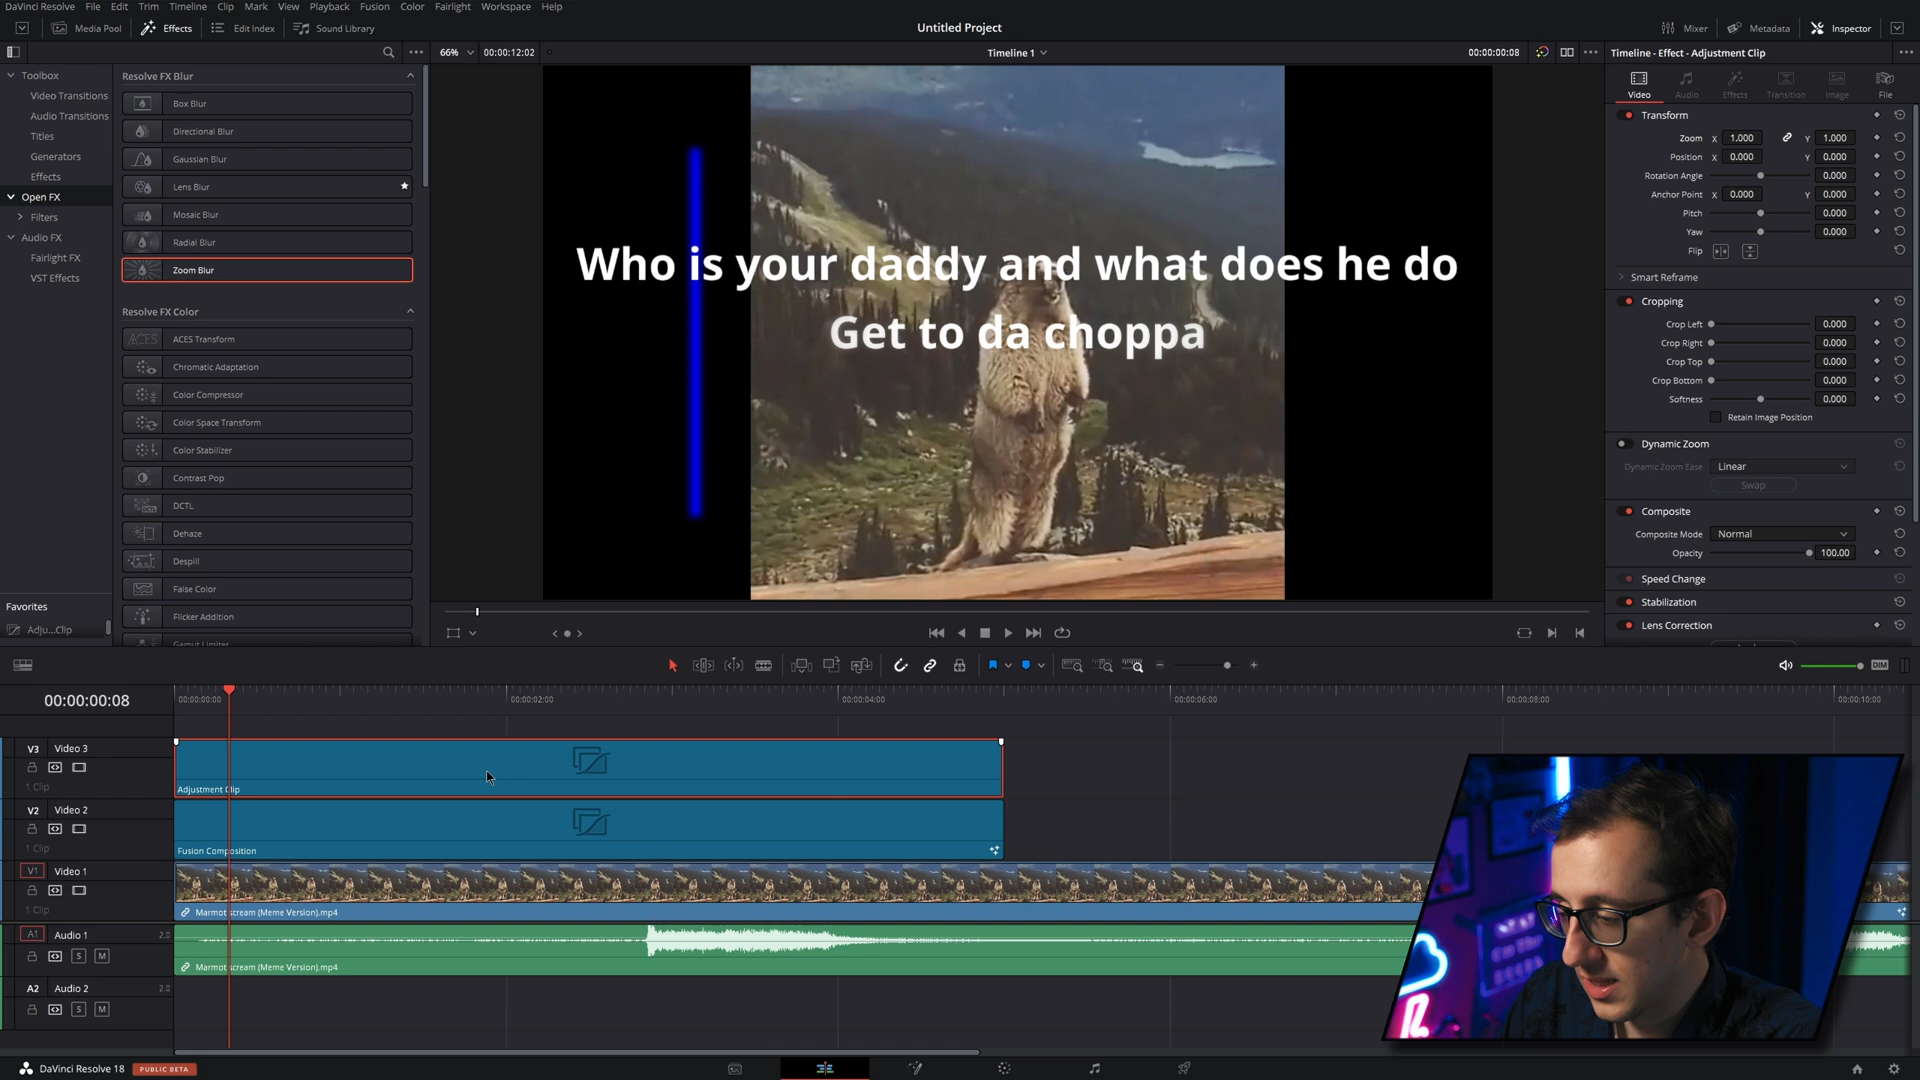 DaVinci Resolve File Edit Trim Timeline Clip Mark View Playback Fusion Color Fairlight Workspace Help
Media Pool Effects Edit Index Sound Library Untitled Project Mixer Metadata Inspector
66% 00:00:12:02 Timeline 1 00:00:00:08 Timeline - Effect - Adjustment Clip
Toolbox
Video Transitions
Audio Transitions
Titles
Generators
Effects
Open FX
Filters
Audio FX
Fairlight FX
VST Effects
Favorites
Adju...Clip
Resolve FX Blur
Box Blur
Directional Blur
Gaussian Blur
Lens Blur
Mosaic Blur
Radial Blur
Zoom Blur
Resolve FX Color
ACES Transform
Chromatic Adaptation
Color Compressor
Color Space Transform
Color Stabilizer
Contrast Pop
DCTL
Dehaze
Despill
False Color
Flicker Addition
Gamut Limiter
Who is your daddy and what does he do
Get to da choppa
Video Audio Effects Transition Image File
Transform
Zoom X 1.000 Y 1.000
Position X 0.000 Y 0.000
Rotation Angle 0.000
Anchor Point X 0.000 Y 0.000
Pitch 0.000
Yaw 0.000
Flip
Smart Reframe
Cropping
Crop Left 0.000
Crop Right 0.000
Crop Top 0.000
Crop Bottom 0.000
Softness 0.000
Retain Image Position
Dynamic Zoom
Dynamic Zoom Ease Linear
Swap
Composite
Composite Mode Normal
Opacity 100.00
Speed Change
Stabilization
Lens Correction
DIM
00:00:00:08 00:00:00:00 00:00:02:00 00:00:04:00 00:00:06:00 00:00:08:00 00:00:10:00
V3 Video 3
1 Clip
Adjustment Clip
V2 Video 2
1 Clip
Fusion Composition
V1 Video 1
1 Clip
Marmot scream (Meme Version).mp4
A1 Audio 1 2.0
S M
Marmot scream (Meme Version).mp4
A2 Audio 2 2.0
S M
DaVinci Resolve 18 PUBLIC BETA